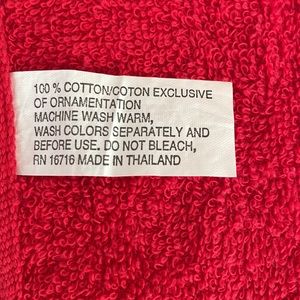 100 % COTTON/COTON EXCLUSIVE
OF ORNAMENTATION
MACHINE WASH WARM,
WASH COLORS SEPARATELY AND
BEFORE USE. DO NOT BLEACH,
RN 16716 MADE IN THAILAND